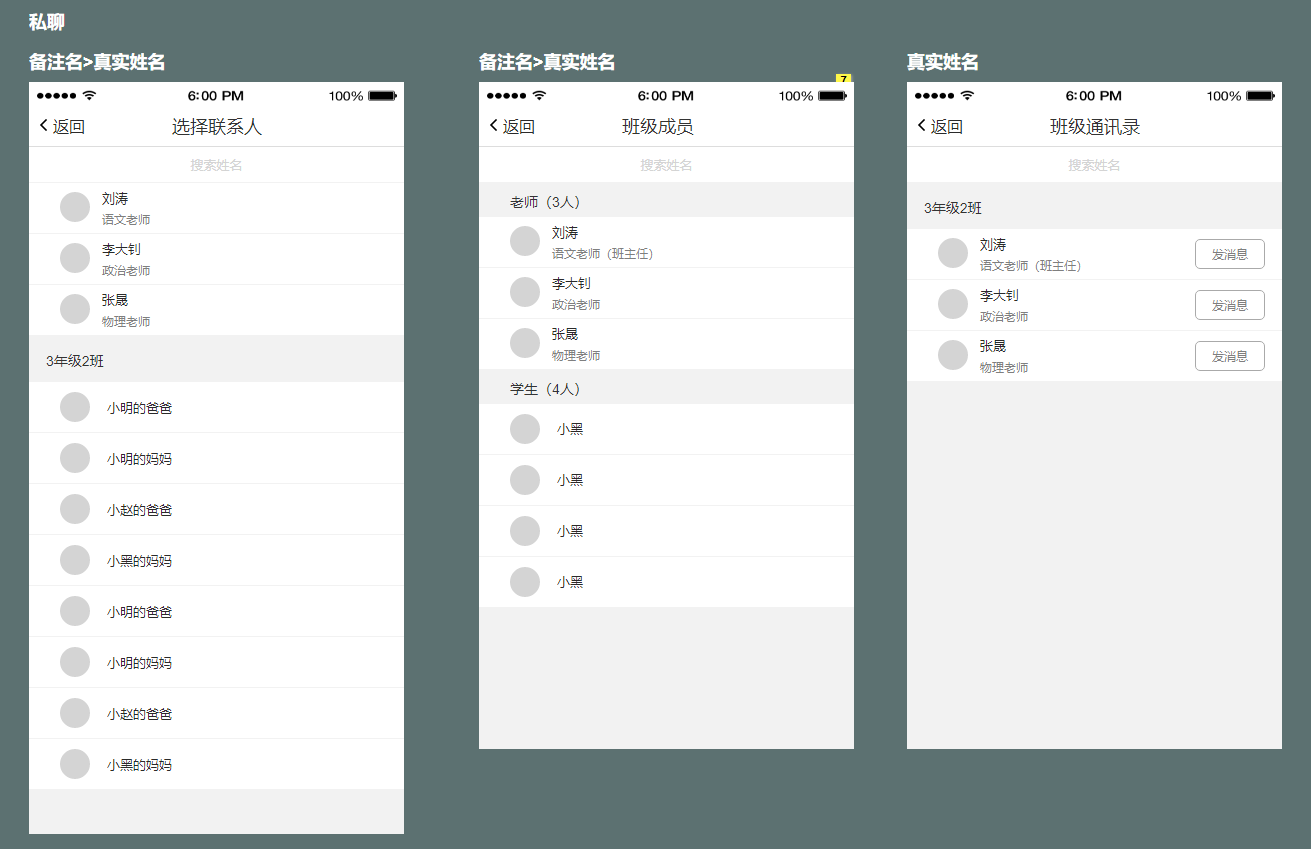 私聊
备注名>真实姓名
6:00 PM
100%
返回
选择联系人
搜索姓名
刘涛
语文老师
李大钊
政治老师
张晟
物理老师
3年级2班
小明的爸爸
小明的妈妈
小赵的爸爸
小黑的妈妈
小明的爸爸
小明的妈妈
小赵的爸爸
小黑的妈妈
备注名>真实姓名
7
6:00 PM
100%
返回
班级成员
搜索姓名
老师（3人）
刘涛
语文老师（班主任）
李大钊
政治老师
张晟
物理老师
学生（4人）
小黑
小黑
小黑
小黑
真实姓名
6:00 PM
100%
返回
班级通讯录
搜索姓名
3年级2班
刘涛
语文老师（班主任）
发消息
李大钊
政治老师
发消息
张晟
物理老师
发消息